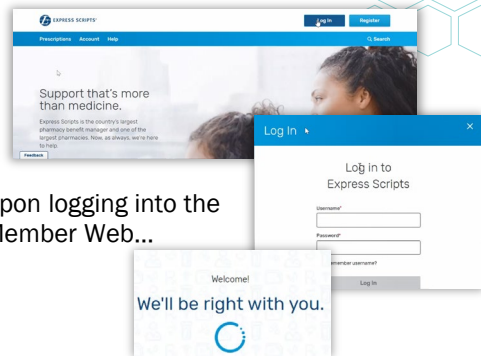 EXPRESS SCRIPTS®
Log In
Register
Prescriptions Account Help
Search
Support that's more
than medicine.
Express Scripts is the country's largest
pharmacy benefit manager and one of the
largest pharmacies. Now, as always, we're here
to help
Feedback
Log In
Log in to
Express Scripts
Username*
Password*
emember username?
Log In
pon logging into the
Member Web...
Welcome!
We'll be right with you.